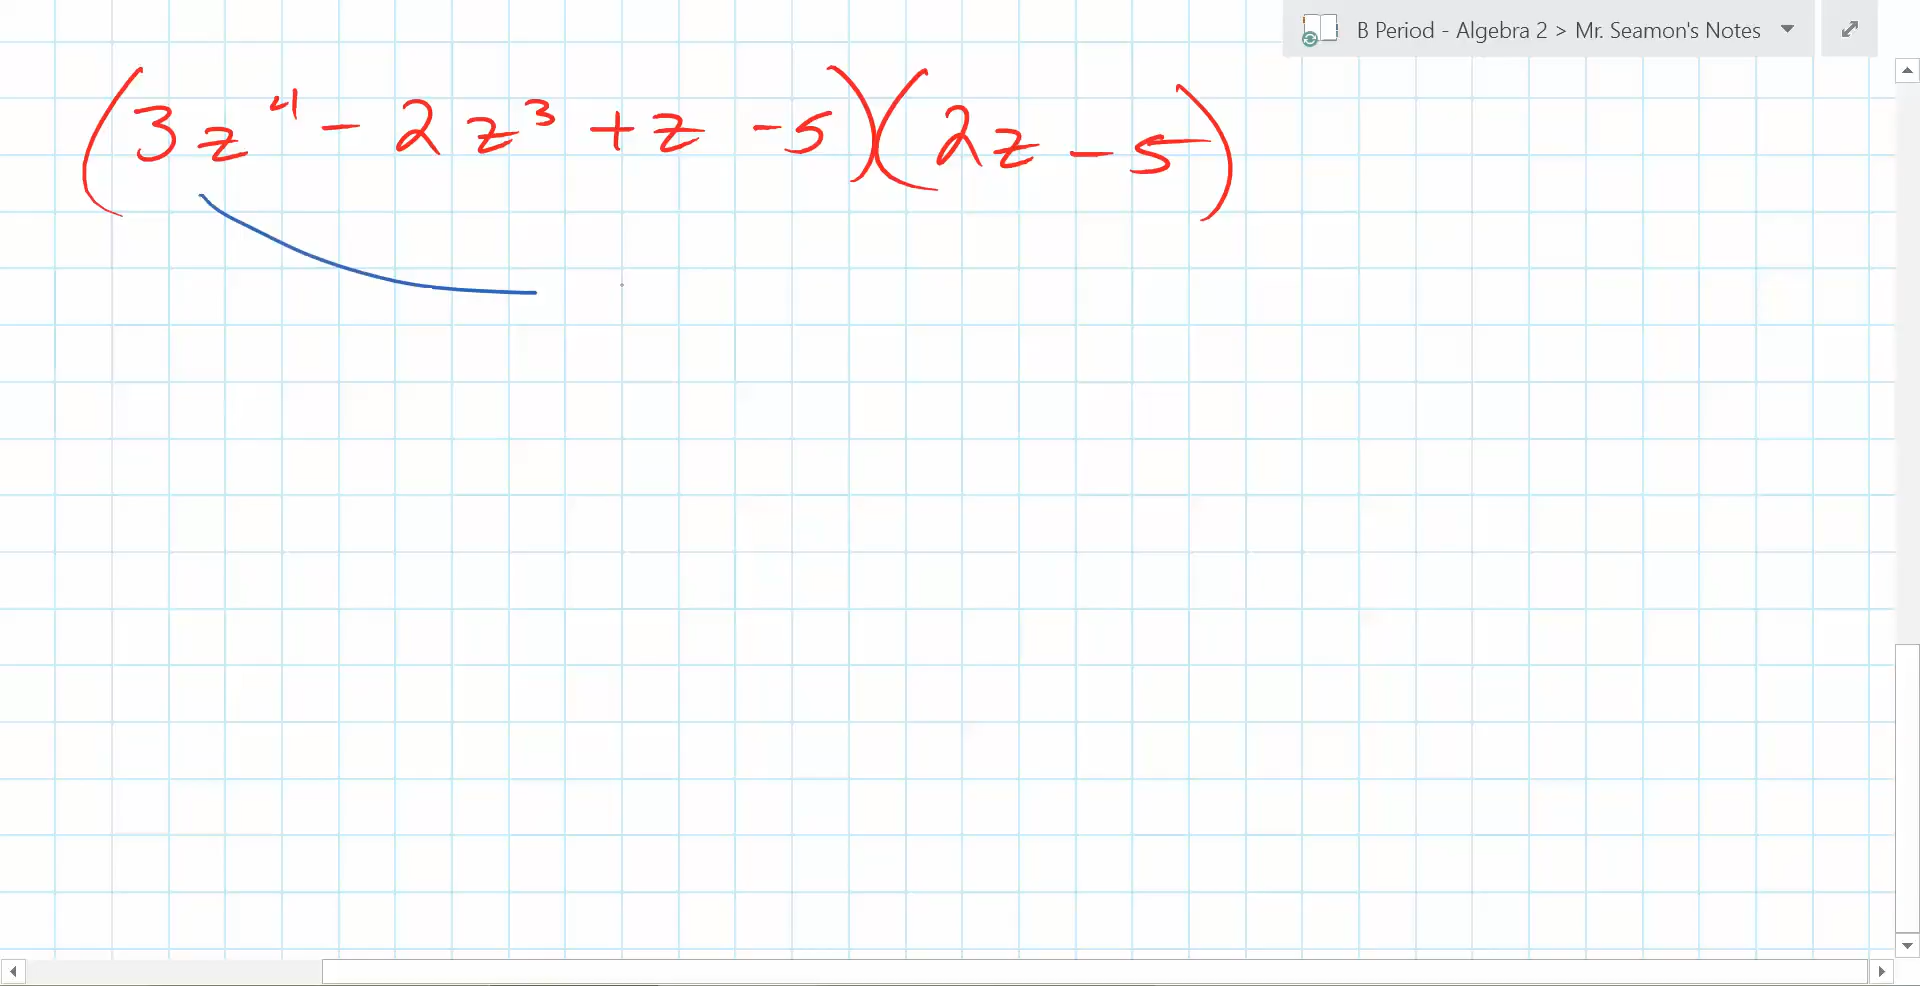 B Period - Algebra 2 > Mr. Seamon's Notes
(3z⁴ - 2z³ + z - 5)(2z - 5)